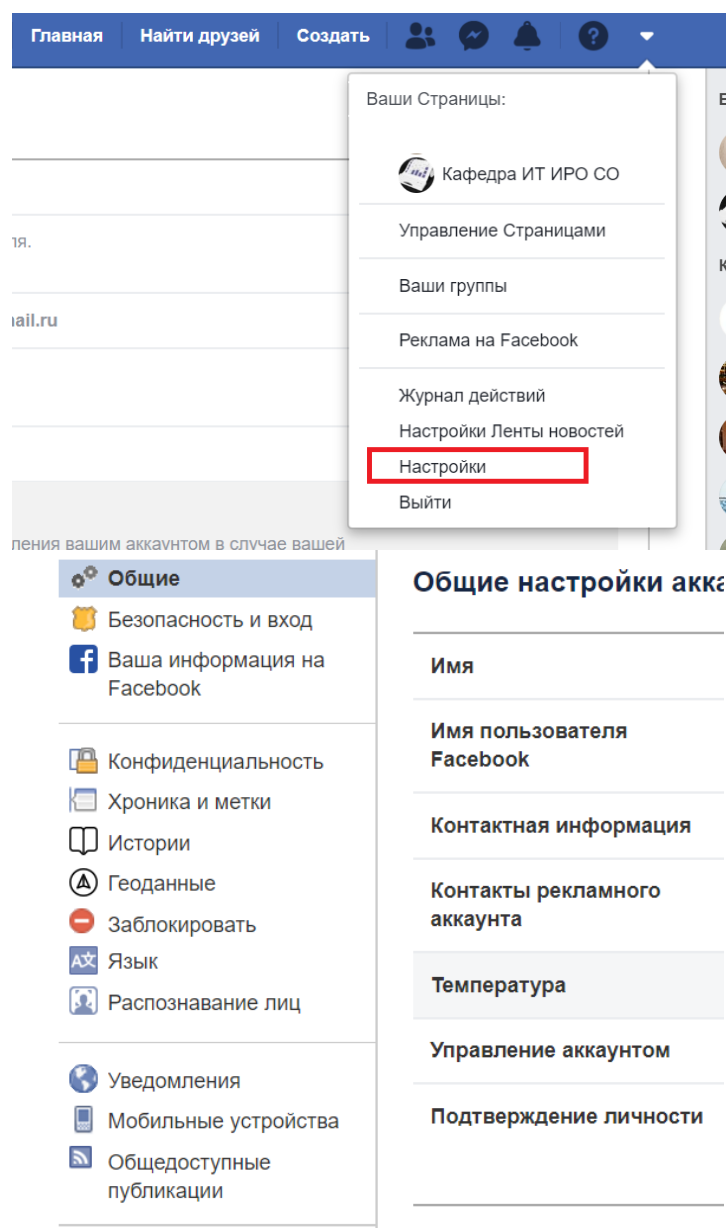 Главная Найти друзей Создать
Ваши Страницы:
Кафедра ИТ ИРО СО
Управление Страницами
Ваши группы
Реклама на Facebook
Журнал действий
Настройки Ленты новостей
Настройки
Выйти
ля.
mail.ru
ления вашим аккаунтом в случае вашей
Общие
Безопасность и вход
Ваша информация на
Facebook
Конфиденциальность
Хроника и метки
Истории
Геоданные
Заблокировать
Язык
Распознавание лиц
Уведомления
Мобильные устройства
Общедоступные
публикации
Общие настройки акка
Имя
Имя пользователя
Facebook
Контактная информация
Контакты рекламного
аккаунта
Температура
Управление аккаунтом
Подтверждение личности